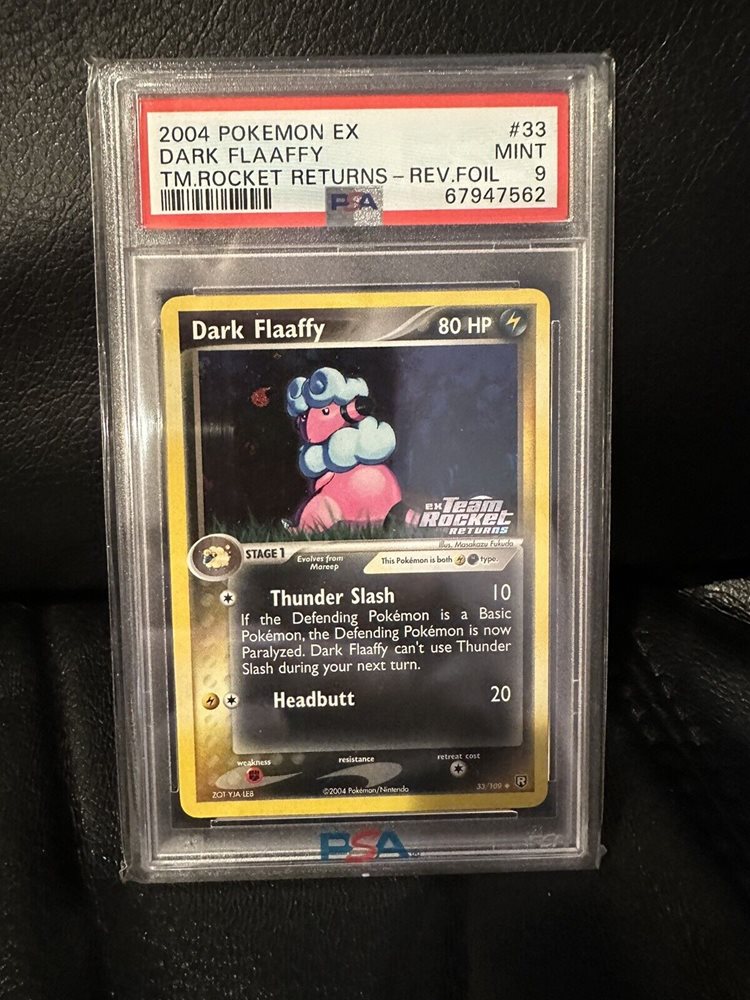 2004 POKEMON EX #33
DARK FLAAFFY MINT
TM.ROCKET RETURNS - REV.FOIL 9
67947562
PSA
Dark Flaaffy 80 HP
ex Team
Rocket
RETURNS
Illus. Masakazu Fukuda
STAGE 1 Evolves from
Mareep
This Pokémon is both type.
Thunder Slash 10
If the Defending Pokémon is a Basic
Pokémon, the Defending Pokémon is now
Paralyzed. Dark Flaaffy can't use Thunder
Slash during your next turn.
Headbutt 20
weakness resistance retreat cost
ZQT-YJA-LEB ©2004 Pokémon/Nintendo 33/109 R
PSA